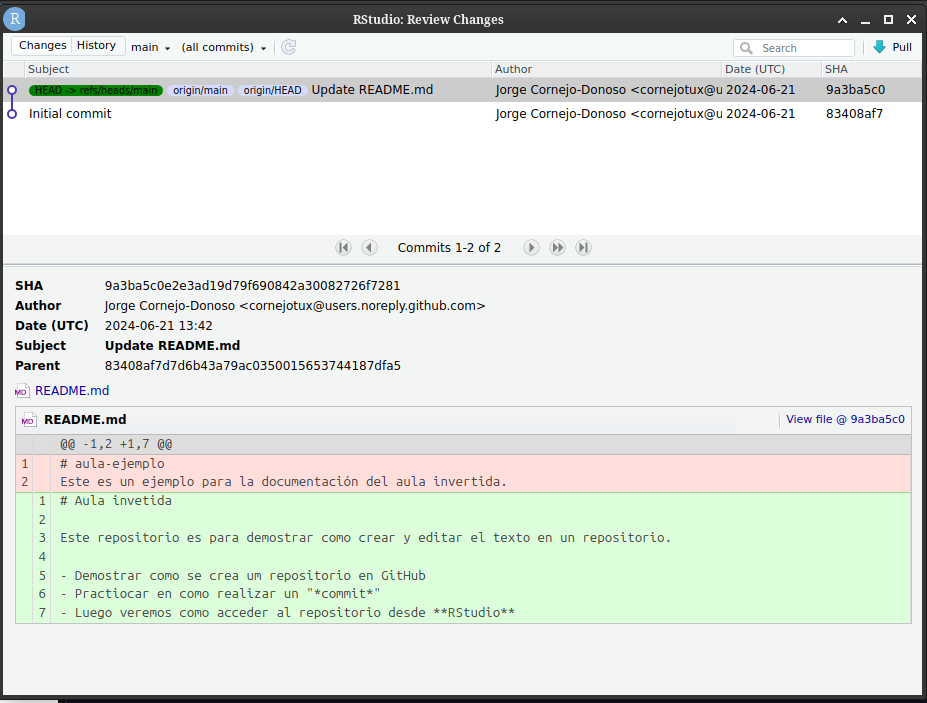 R
RStudio: Review Changes
Changes History main (all commits) Search Pull
Subject Author Date (UTC) SHA
HEAD -> refs/heads/main origin/main origin/HEAD Update README.md Jorge Cornejo-Donoso <cornejotux@u 2024-06-21 9a3ba5c0
Initial commit Jorge Cornejo-Donoso <cornejotux@u 2024-06-21 83408af7
Commits 1-2 of 2
SHA 9a3ba5c0e2e3ad19d79f690842a30082726f7281
Author Jorge Cornejo-Donoso <cornejotux@users.noreply.github.com>
Date (UTC) 2024-06-21 13:42
Subject Update README.md
Parent 83408af7d7d6b43a79ac0350015653744187dfa5
MD README.md
MD README.md View file @ 9a3ba5c0
@@ -1,2 +1,7 @@
1 # aula-ejemplo
2 Este es un ejemplo para la documentación del aula invertida.
1 # Aula invetida
2
3 Este repositorio es para demostrar como crear y editar el texto en un repositorio.
4
5 - Demostrar como se crea um repositorio en GitHub
6 - Practiocar en como realizar un "*commit*"
7 - Luego veremos como acceder al repositorio desde **RStudio**